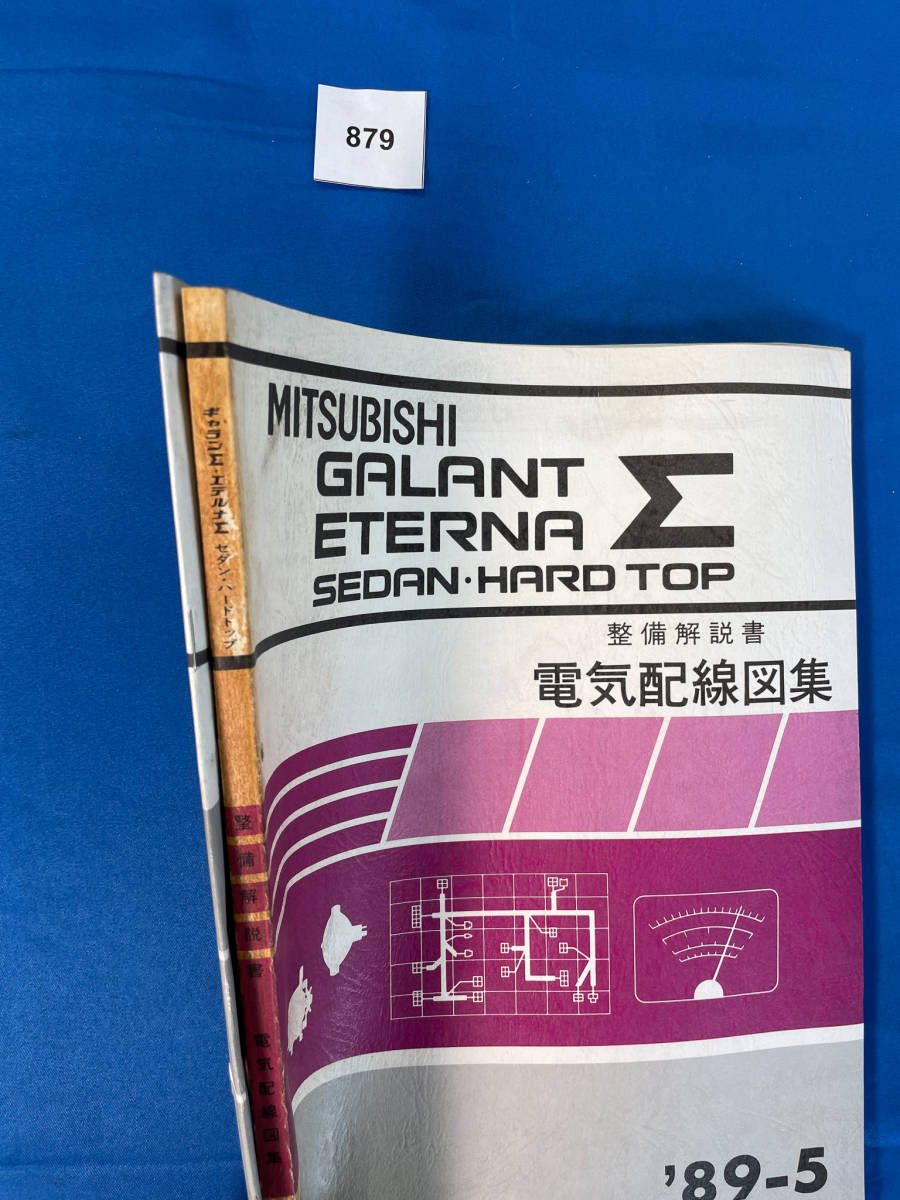 879
MITSUBISHI
GALANT Σ
ETERNA
SEDAN・HARD TOP
整備解説書
電気配線図集
'89-5
ギャランΣ・エテルナΣ セダン・ハードトップ
整備解説書
電気配線図集